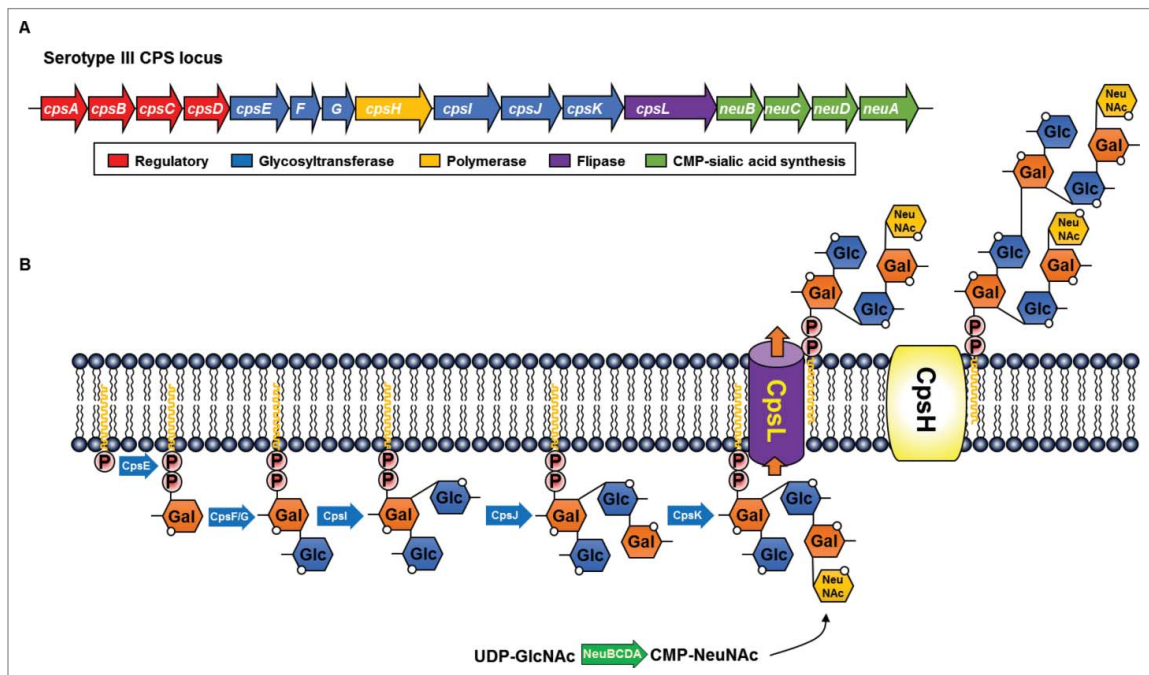 A
Serotype III CPS locus
cpsA cpsB cpsC cpsD cpsE F G cpsH cpsI cpsJ cpsK cpsL neuB neuC neuD neuA
Regulatory Glycosyltransferase Polymerase Flipase CMP-sialic acid synthesis
B
Neu
NAc
Glc
Gal
Gal
Glc
Neu
NAc
Glc
Gal
Gal
Glc
Neu
NAc
Glc
Gal
Gal
Glc
P
P
P
P
CpsL
CpsH
P
CpsE
P
P
P
P
P
P
P
P
P
P
Gal
CpsF/G
Gal
Glc
CpsI
Gal
Glc
Glc
CpsJ
Gal
Glc
Glc
Gal
CpsK
Gal
Glc
Glc
Gal
Neu
NAc
UDP-GlcNAc NeuBCDA CMP-NeuNAc